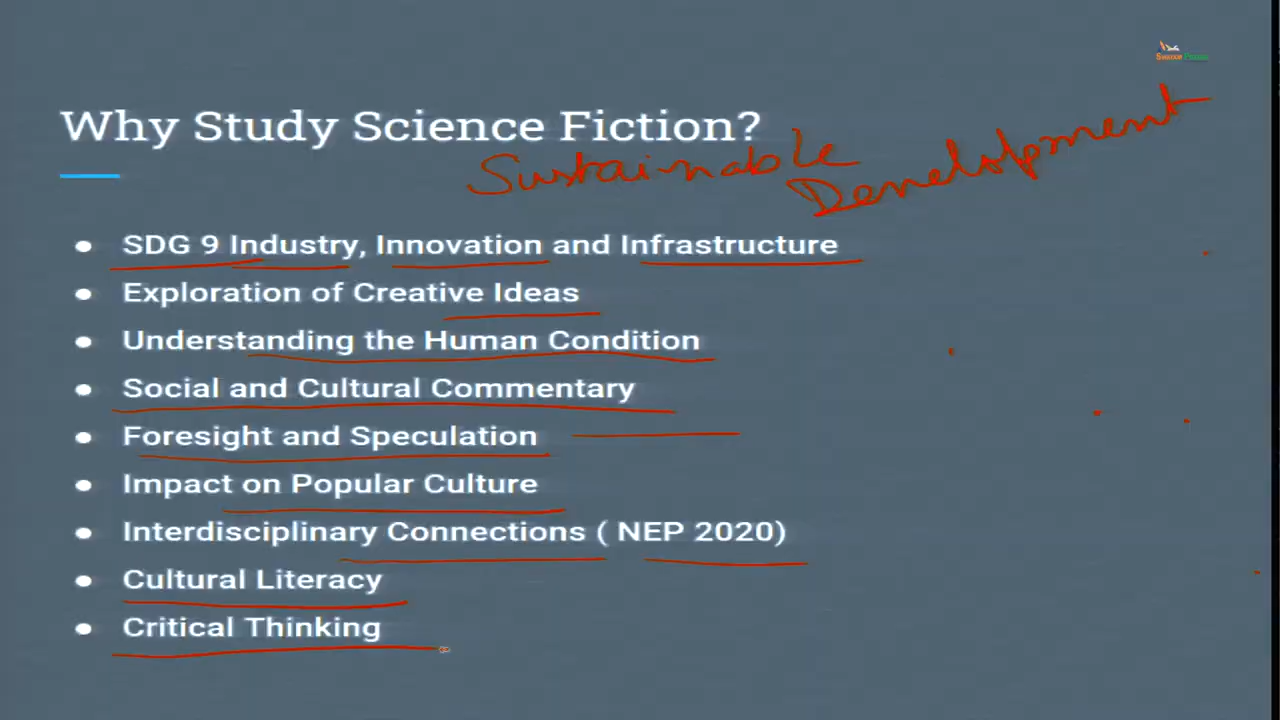 Why Study Science Fiction?
Sustainable
Development
SDG 9 Industry, Innovation and Infrastructure
Exploration of Creative Ideas
Understanding the Human Condition
Social and Cultural Commentary
Foresight and Speculation
Impact on Popular Culture
Interdisciplinary Connections ( NEP 2020)
Cultural Literacy
Critical Thinking